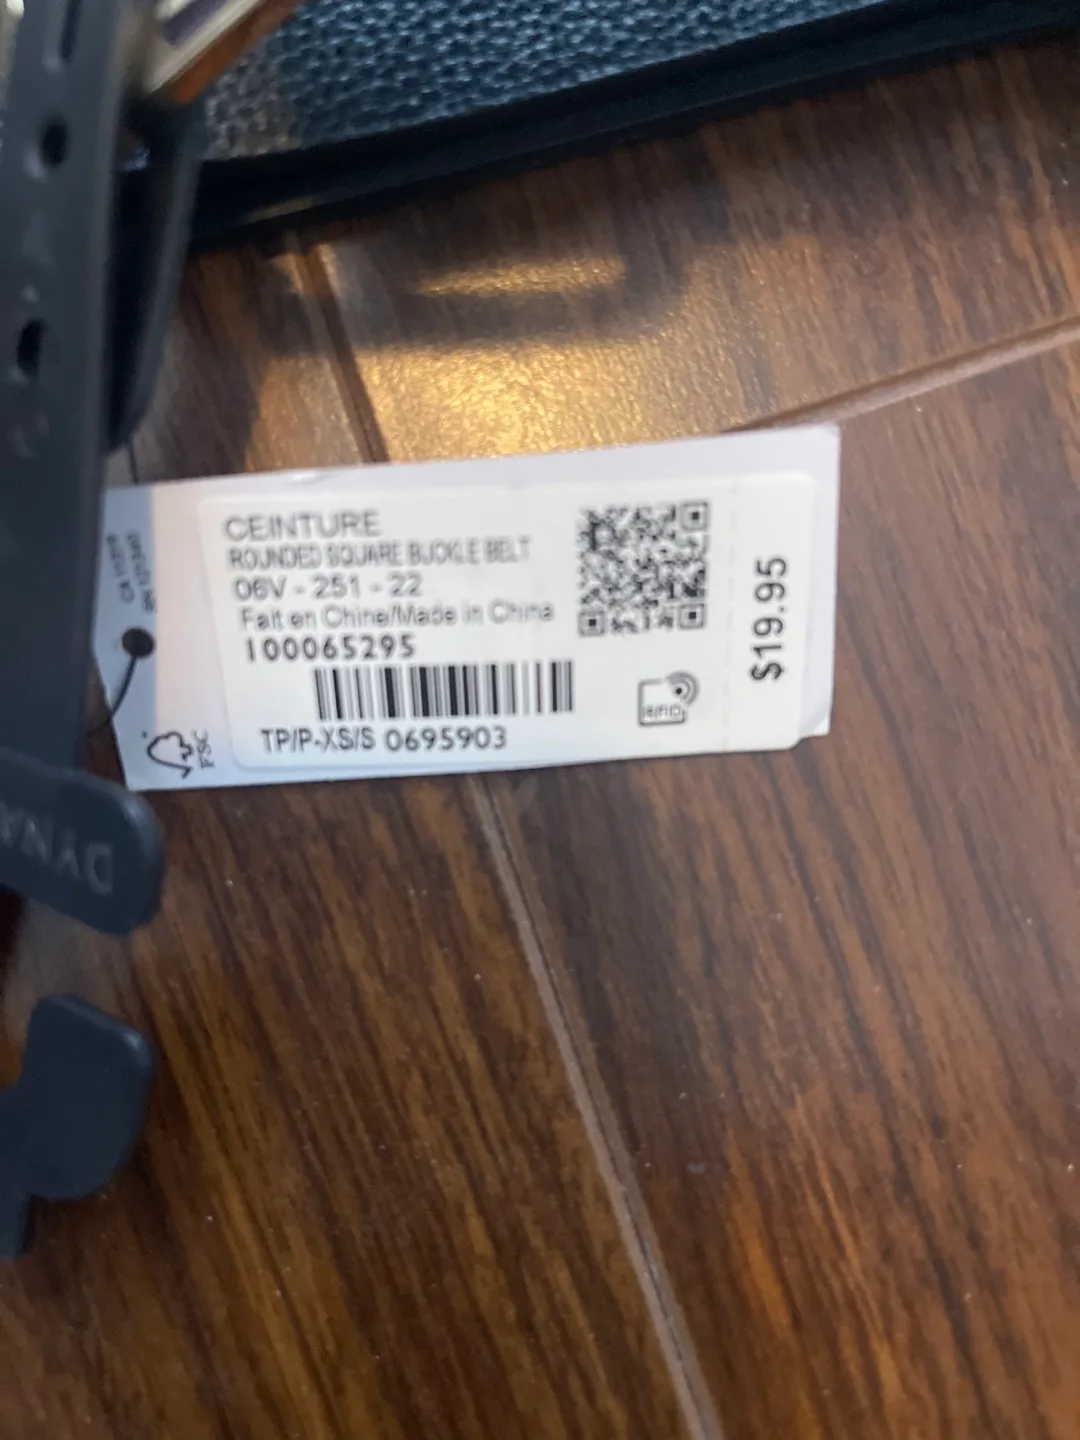 CEINTURE
ROUNDED SQUARE BUCKLE BELT
06V - 251 - 22
Fait en Chine/Made in China
100065295
TP/P-XS/S 0695903
$19.95
RFID
FSC
DYNA